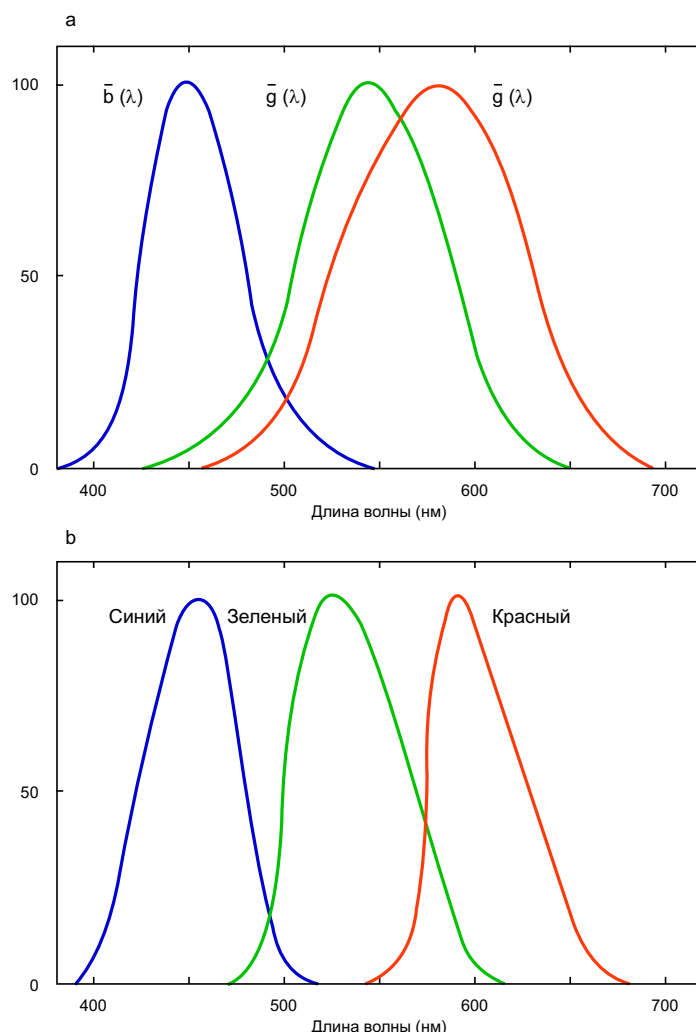 a
100
b̄ (λ) ḡ (λ) ḡ (λ)
50
0
400 500 600 700
Длина волны (нм)
b
100
Синий Зеленый Красный
50
0
400 500 600 700
Длина волны (нм)